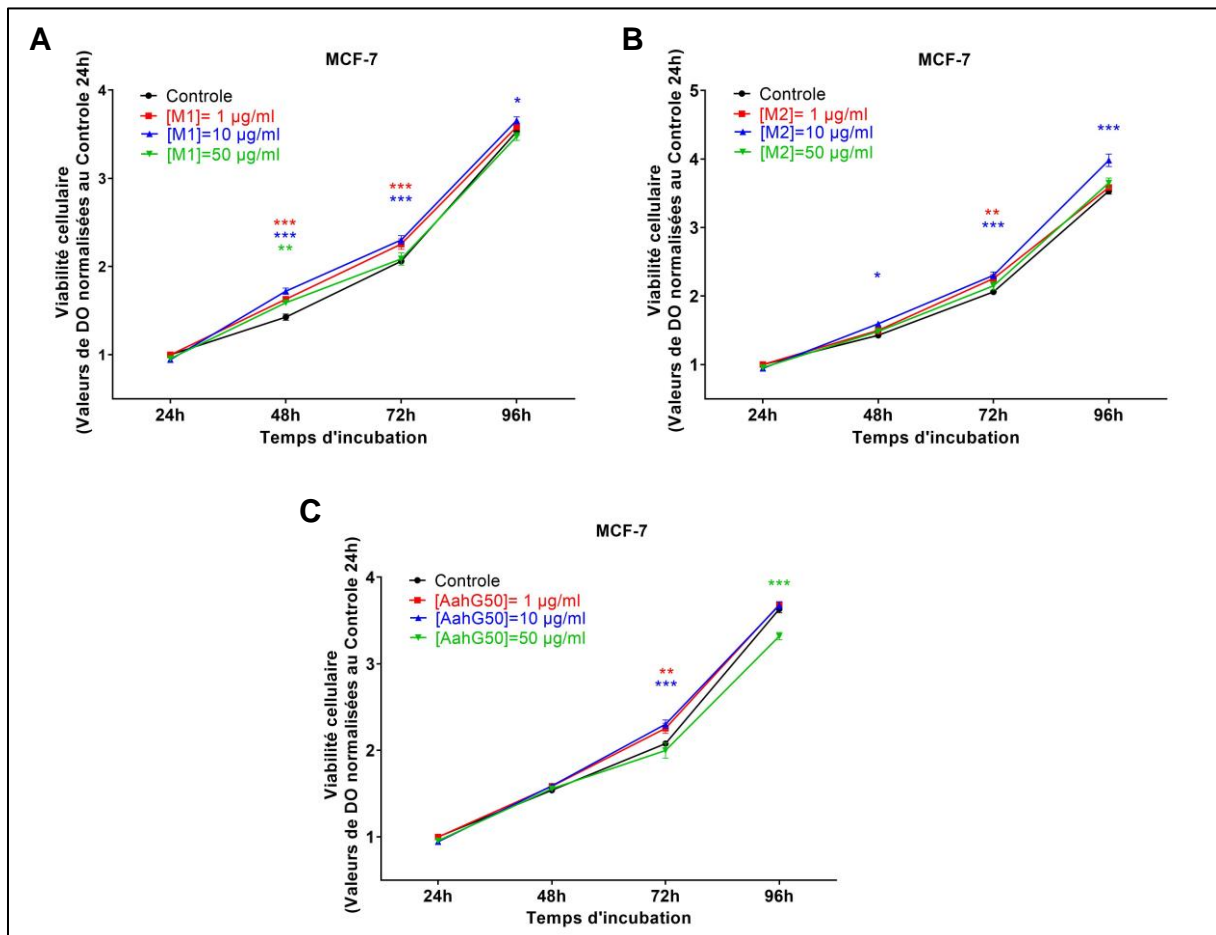 A
MCF-7
Controle
[M1]= 1 µg/ml
[M1]=10 µg/ml
[M1]=50 µg/ml
Viabilité cellulaire
(Valeurs de DO normalisées au Controle 24h)
4
3
2
1
***
***
**
***
***
*
24h 48h 72h 96h
Temps d'incubation
B
MCF-7
Controle
[M2]= 1 µg/ml
[M2]=10 µg/ml
[M2]=50 µg/ml
Viabilité cellulaire
(Valeurs de DO normalisées au Controle 24h)
5
4
3
2
1
*
**
***
***
24h 48h 72h 96h
Temps d'incubation
C
MCF-7
Controle
[AahG50]= 1 µg/ml
[AahG50]=10 µg/ml
[AahG50]=50 µg/ml
Viabilité cellulaire
(Valeurs de DO normalisées au Controle 24h)
4
3
2
1
**
***
***
24h 48h 72h 96h
Temps d'incubation